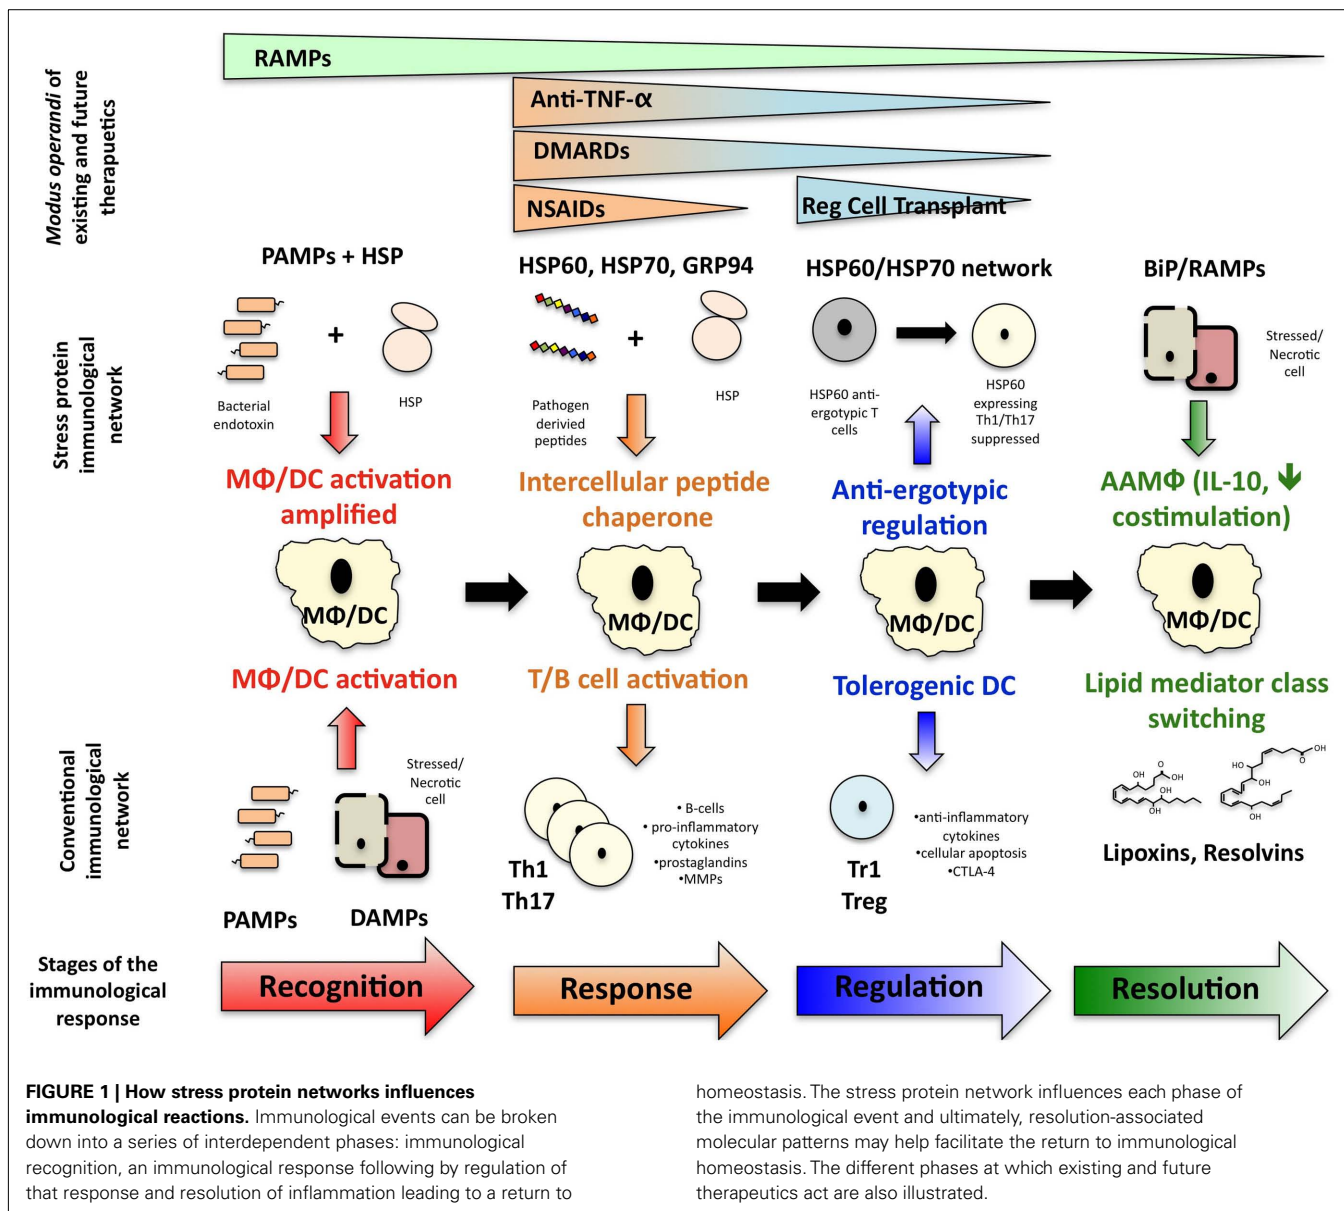 Modus operandi of
existing and future
therapuetics
RAMPs
Anti-TNF-α
DMARDs
NSAIDs
Reg Cell Transplant
Stress protein
immunological
network
PAMPs + HSP
+
Bacterial
endotoxin
HSP
MΦ/DC activation
amplified
HSP60, HSP70, GRP94
+
Pathogen
derivied
peptides
HSP
Intercellular peptide
chaperone
HSP60/HSP70 network
HSP60 anti-
ergotypic T
cells
HSP60
expressing
Th1/Th17
suppressed
Anti-ergotypic
regulation
BiP/RAMPs
Stressed/
Necrotic
cell
AAMΦ (IL-10, 🡻
costimulation)
MΦ/DC
MΦ/DC
MΦ/DC
MΦ/DC
Conventional
immunological
network
MΦ/DC activation
Stressed/
Necrotic
cell
PAMPs
DAMPs
T/B cell activation
Th1
Th17
• B-cells
• pro-inflammatory
cytokines
•prostaglandins
•MMPs
Tolerogenic DC
Tr1
Treg
•anti-inflammatory
cytokines
•cellular apoptosis
•CTLA-4
Lipid mediator class
switching
OH
O
OH
OH
OH
HO
OH
O
OH
OH
Lipoxins, Resolvins
Stages of the
immunological
response
Recognition
Response
Regulation
Resolution
FIGURE 1 | How stress protein networks influences
immunological reactions. Immunological events can be broken
down into a series of interdependent phases: immunological
recognition, an immunological response following by regulation of
that response and resolution of inflammation leading to a return to
homeostasis. The stress protein network influences each phase of
the immunological event and ultimately, resolution-associated
molecular patterns may help facilitate the return to immunological
homeostasis. The different phases at which existing and future
therapeutics act are also illustrated.